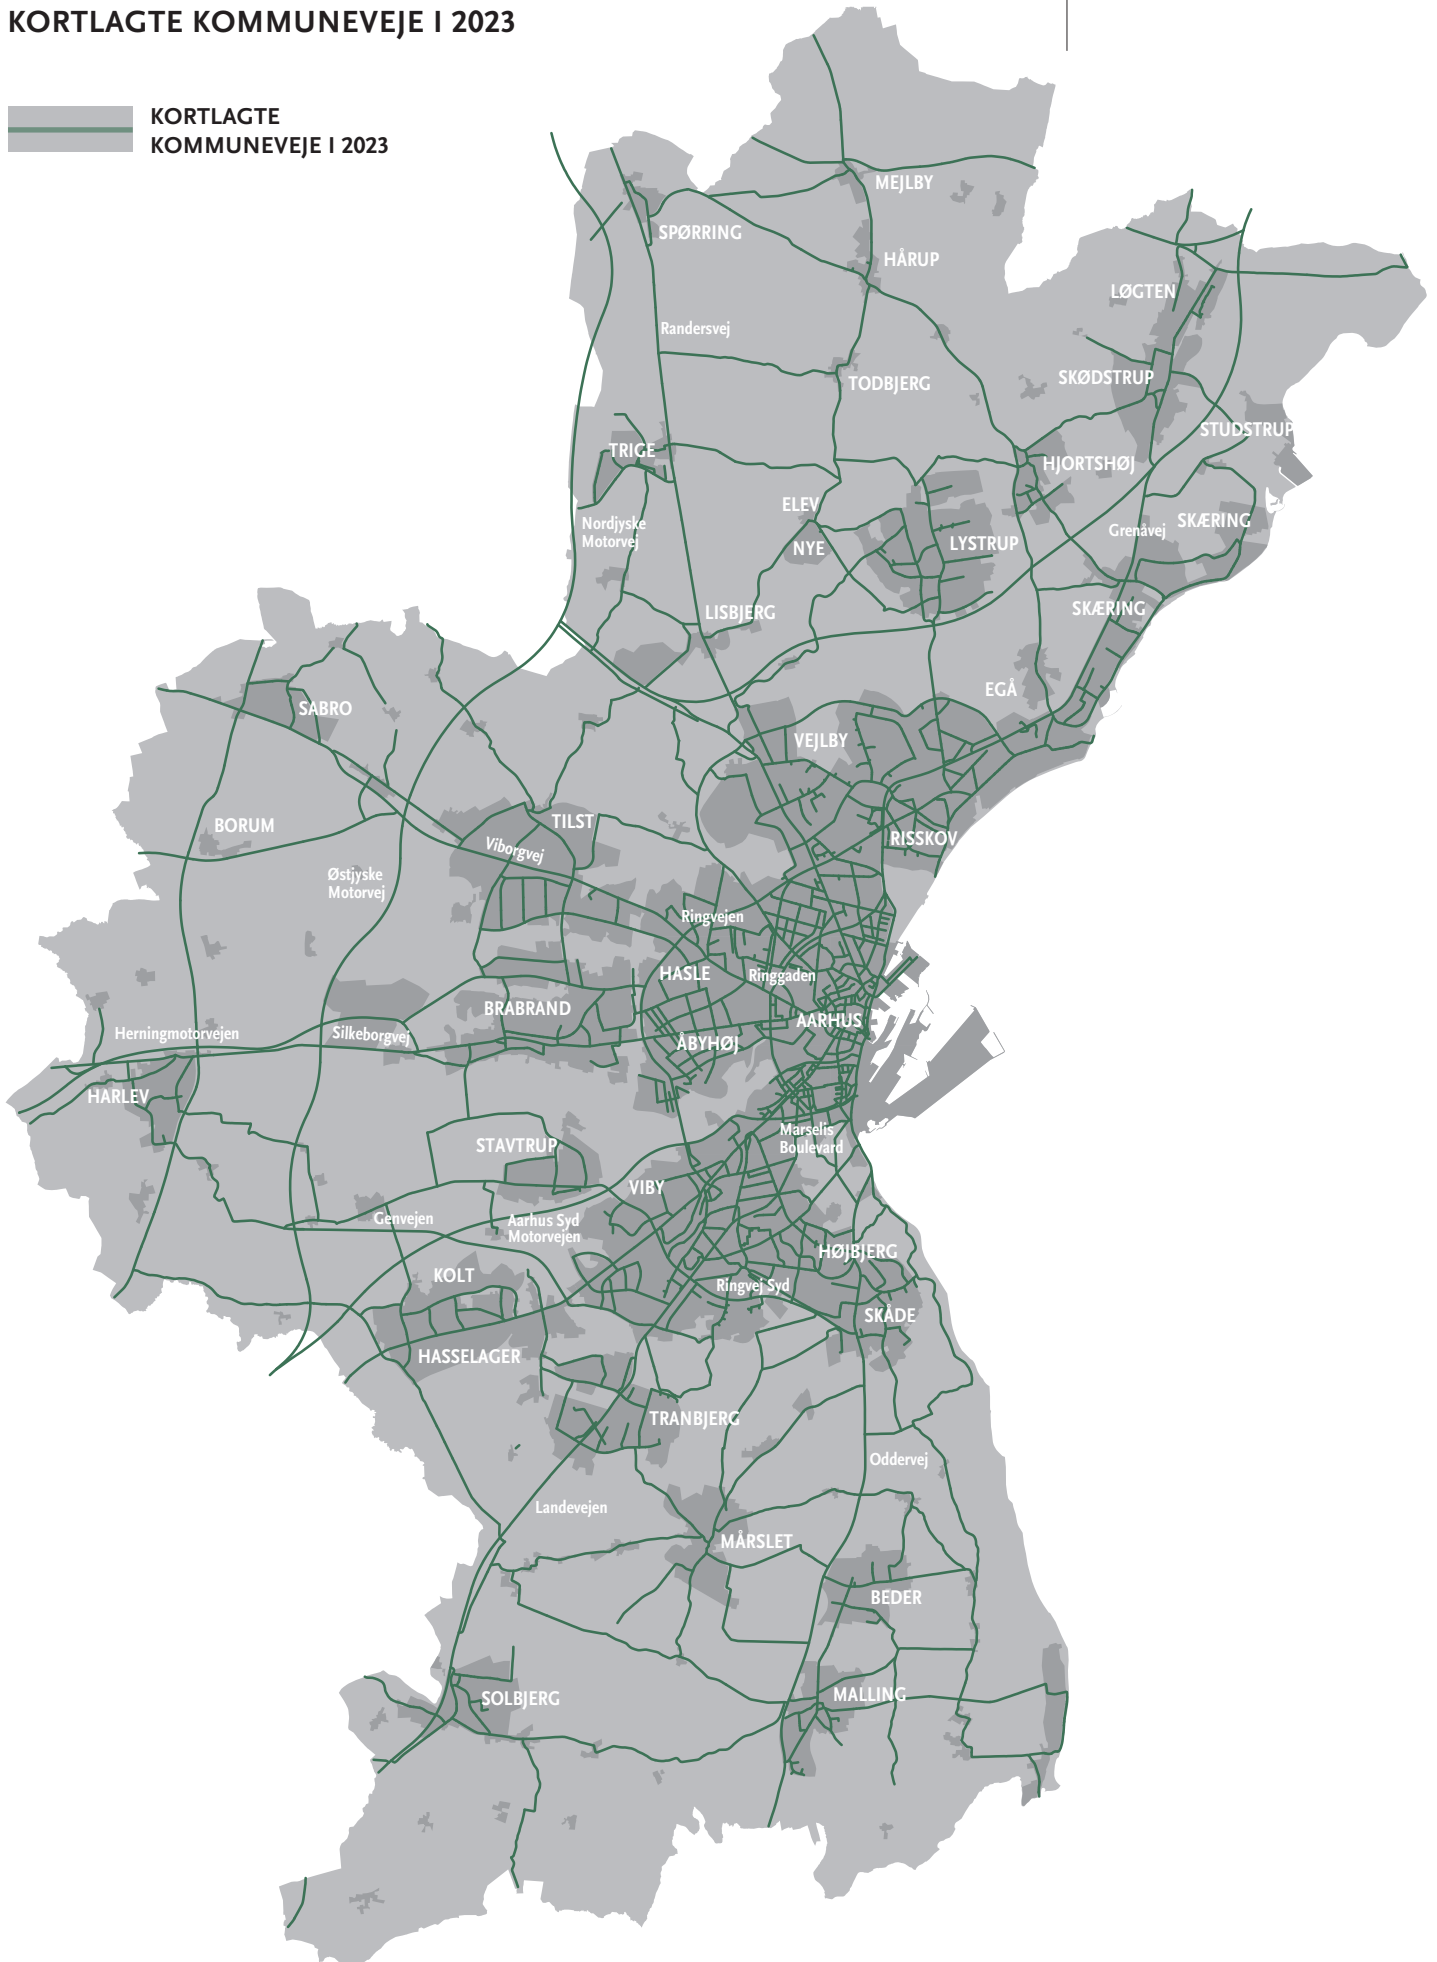 KORTLAGTE KOMMUNEVEJE I 2023
KORTLAGTE
KOMMUNEVEJE I 2023
MEJLBY
SPØRRING
HÅRUP
LØGTEN
Randersvej
SKØDSTRUP
TODBJERG
STUDSTRUP
TRIGE
HJORTSHØJ
ELEV
Nordjyske
Motorvej
SKÆRING
Grenåvej
NYE
LYSTRUP
LISBJERG
SKÆRING
EGÅ
SABRO
VEJLBY
TILST
BORUM
RISSKOV
Viborgvej
Østjyske
Motorvej
Ringvejen
HASLE
Ringgaden
BRABRAND
AARHUS
Herningmotorvejen
Silkeborgvej
ÅBYHØJ
HARLEV
Marselis
Boulevard
STAVTRUP
VIBY
Genvejen
Aarhus Syd
Motorvejen
HØJBJERG
KOLT
Ringvej Syd
SKÅDE
HASSELAGER
TRANBJERG
Oddervej
Landevejen
MÅRSLET
BEDER
MALLING
SOLBJERG